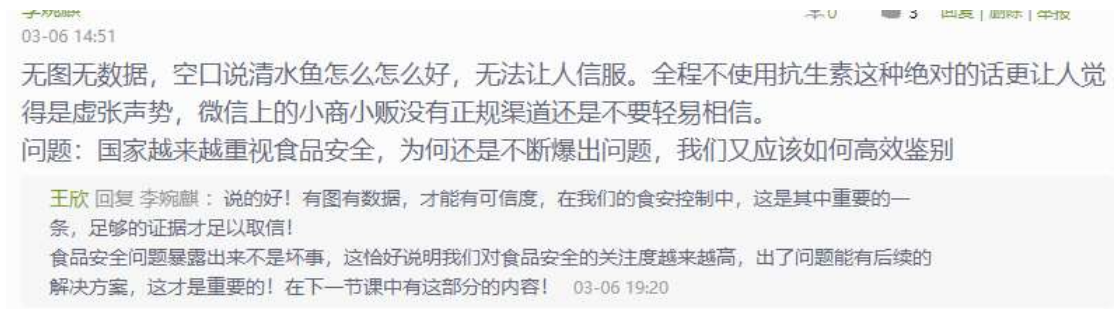 李婉麒 0 3 回复 | 删除 | 举报
03-06 14:51
无图无数据，空口说清水鱼怎么怎么好，无法让人信服。全程不使用抗生素这种绝对的话更让人觉
得是虚张声势，微信上的小商小贩没有正规渠道还是不要轻易相信。
问题：国家越来越重视食品安全，为何还是不断爆出问题，我们又应该如何高效鉴别
王欣 回复 李婉麒 ：说的好！有图有数据，才能有可信度，在我们的食安控制中，这是其中重要的一
条，足够的证据才足以取信！
食品安全问题暴露出来不是坏事，这恰好说明我们对食品安全的关注度越来越高，出了问题能有后续的
解决方案，这才是重要的！在下一节课中有这部分的内容！ 03-06 19:20